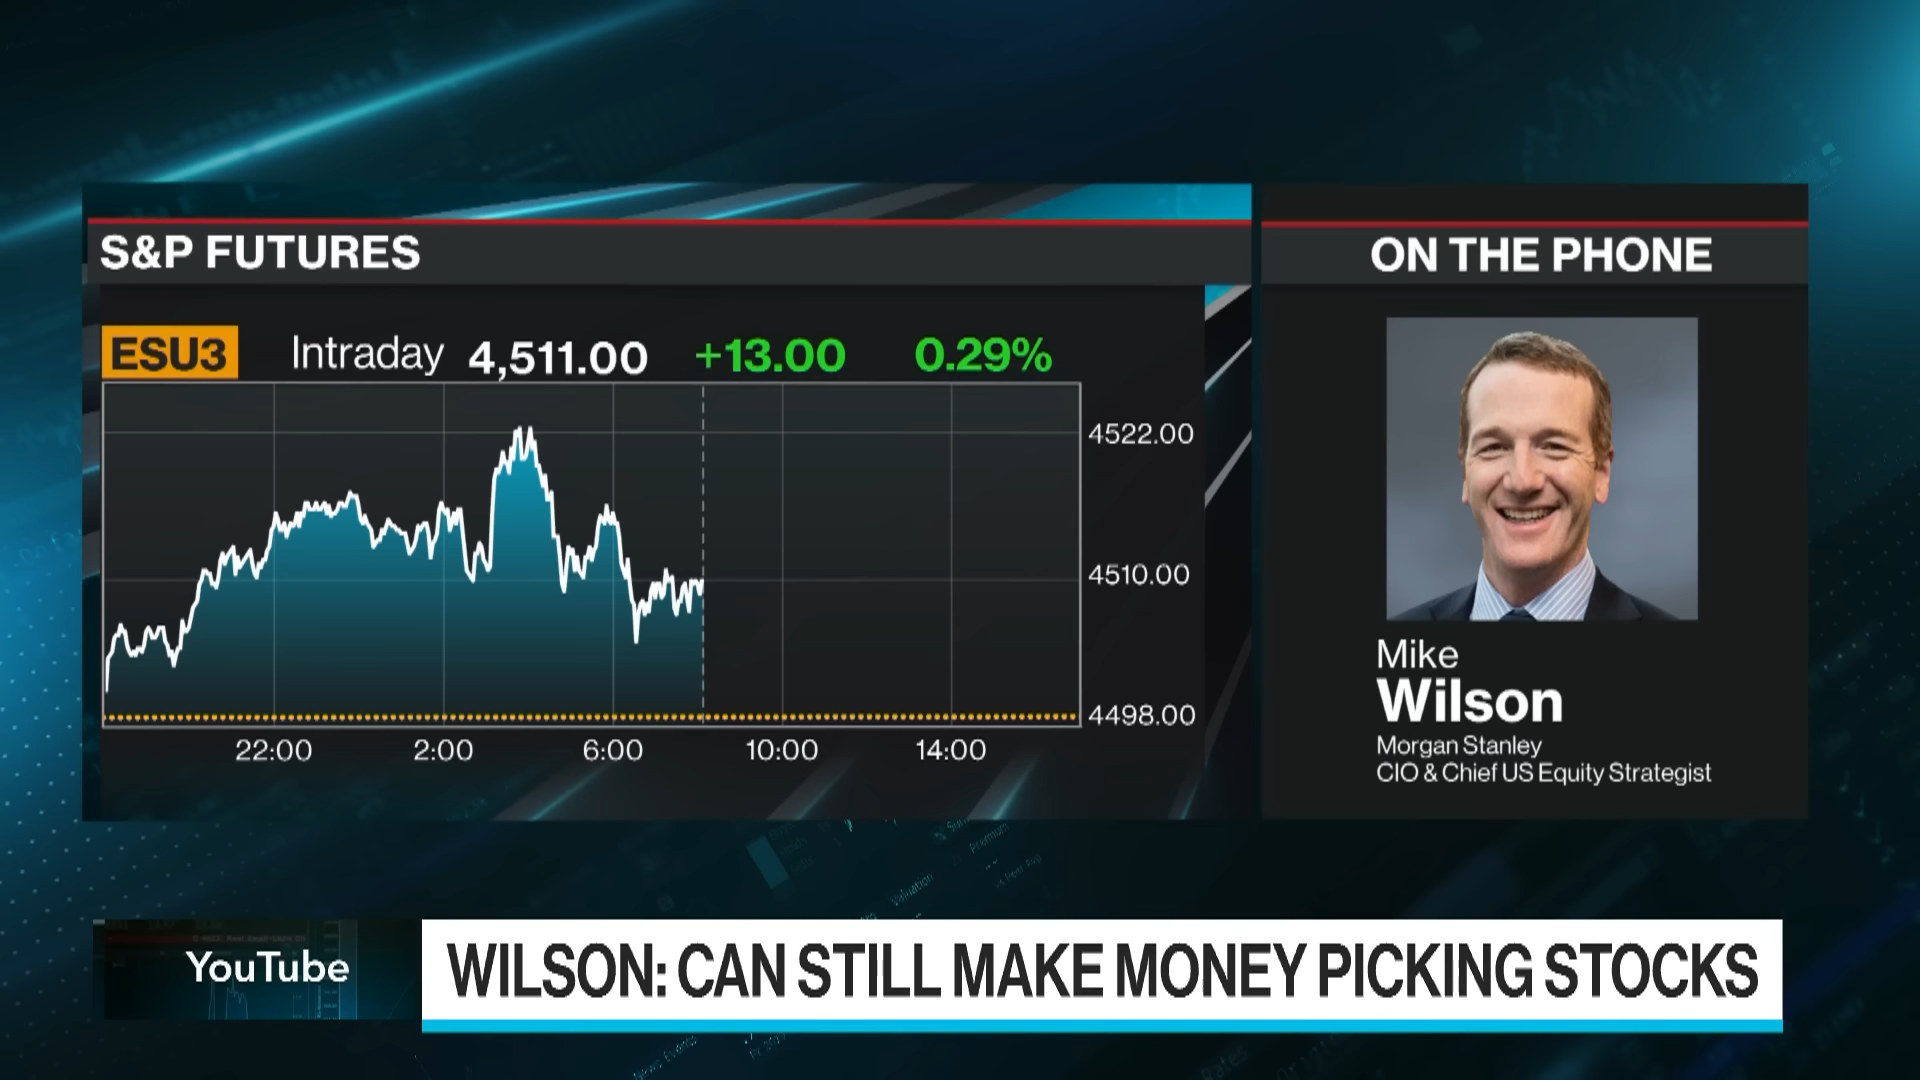 S&P FUTURES
ESU3 Intraday 4,511.00 +13.00 0.29%
4522.00
4510.00
4498.00
22:00 2:00 6:00 10:00 14:00
ON THE PHONE
Mike
Wilson
Morgan Stanley
CIO & Chief US Equity Strategist
Premium
Valuation
YouTube
WILSON: CAN STILL MAKE MONEY PICKING STOCKS